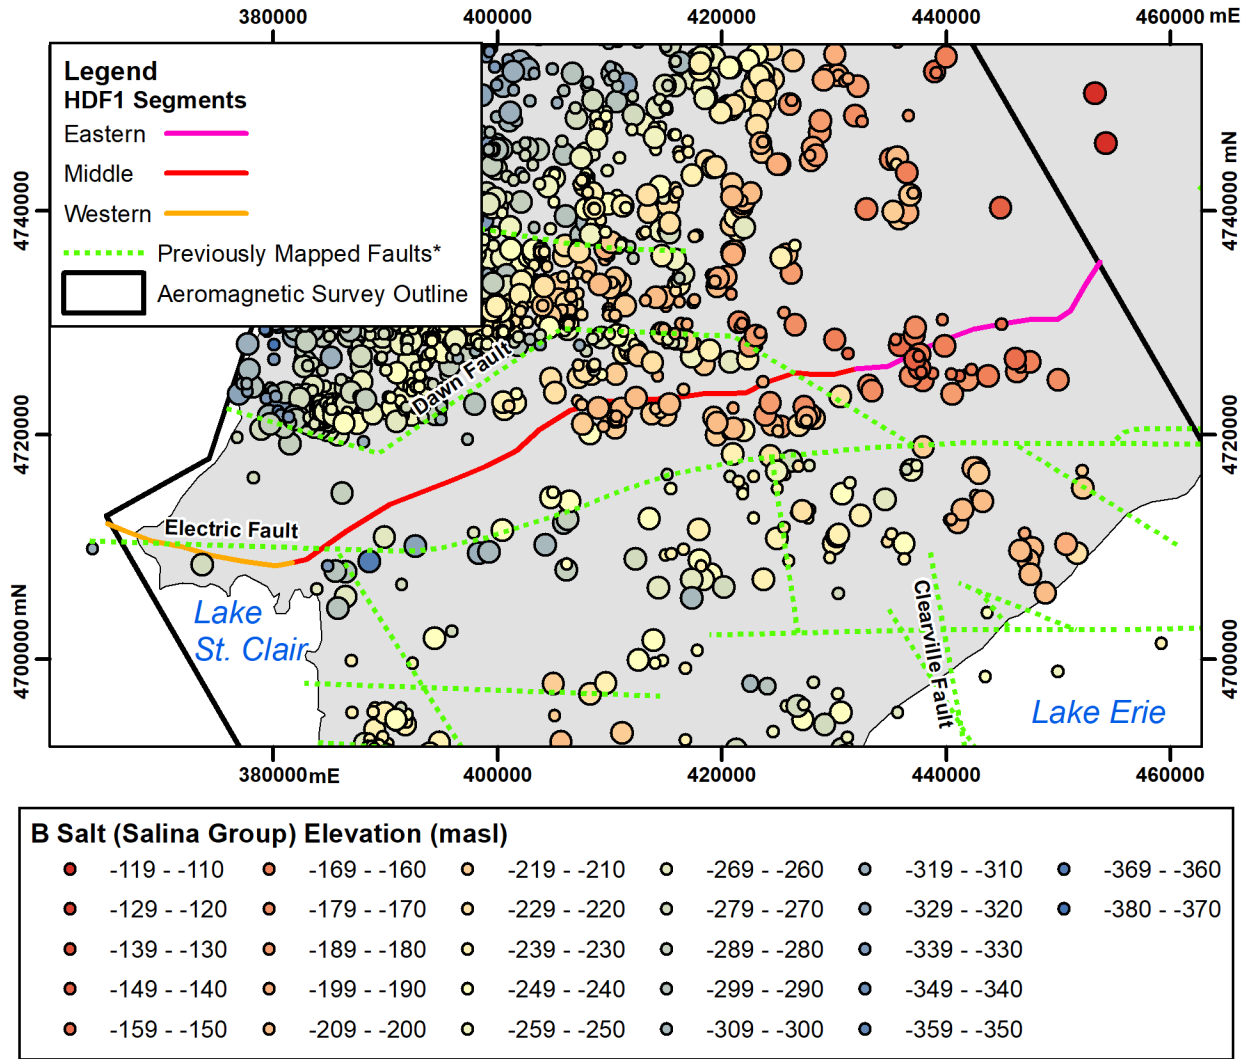 380000
400000
420000
440000
460000 mE
Legend
HDF1 Segments
Eastern
Middle
Western
Previously Mapped Faults*
Aeromagnetic Survey Outline
4740000
4720000
4700000 mN
4740000 mN
4720000
4700000
Dawn Fault
Electric Fault
Clearville Fault
Lake
St. Clair
Lake Erie
380000mE
400000
420000
440000
460000
B Salt (Salina Group) Elevation (masl)
-119 - -110
-169 - -160
-219 - -210
-269 - -260
-319 - -310
-369 - -360
-129 - -120
-179 - -170
-229 - -220
-279 - -270
-329 - -320
-380 - -370
-139 - -130
-189 - -180
-239 - -230
-289 - -280
-339 - -330
-149 - -140
-199 - -190
-249 - -240
-299 - -290
-349 - -340
-159 - -150
-209 - -200
-259 - -250
-309 - -300
-359 - -350